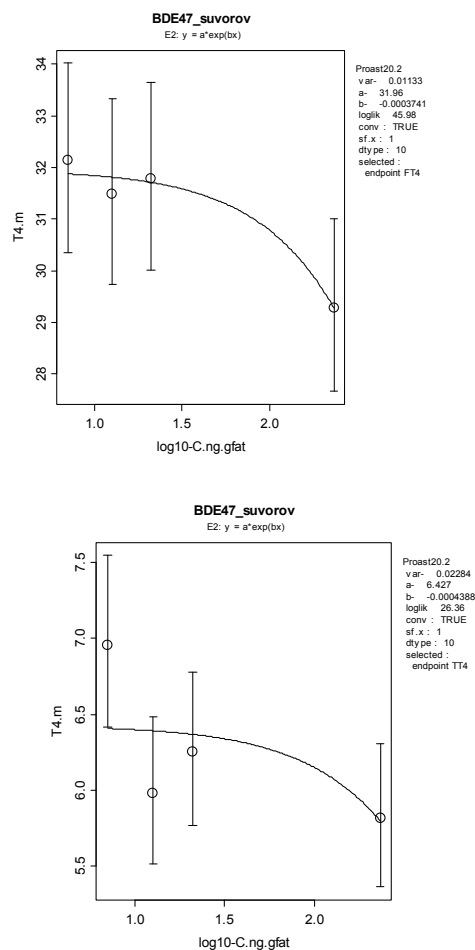 BDE47_suvorov
E2: y = a*exp(bx)
34
33
32
31
30
29
28
T4.m
1.0 1.5 2.0
log10-C.ng.gfat
Proast20.2
var- 0.01133
a- 31.96
b- -0.0003741
loglik 45.98
conv : TRUE
sf.x : 1
dtype : 10
selected :
endpoint FT4
BDE47_suvorov
E2: y = a*exp(bx)
7.5
7.0
6.5
6.0
5.5
T4.m
1.0 1.5 2.0
log10-C.ng.gfat
Proast20.2
var- 0.02284
a- 6.427
b- -0.0004388
loglik 26.36
conv : TRUE
sf.x : 1
dtype : 10
selected :
endpoint TT4